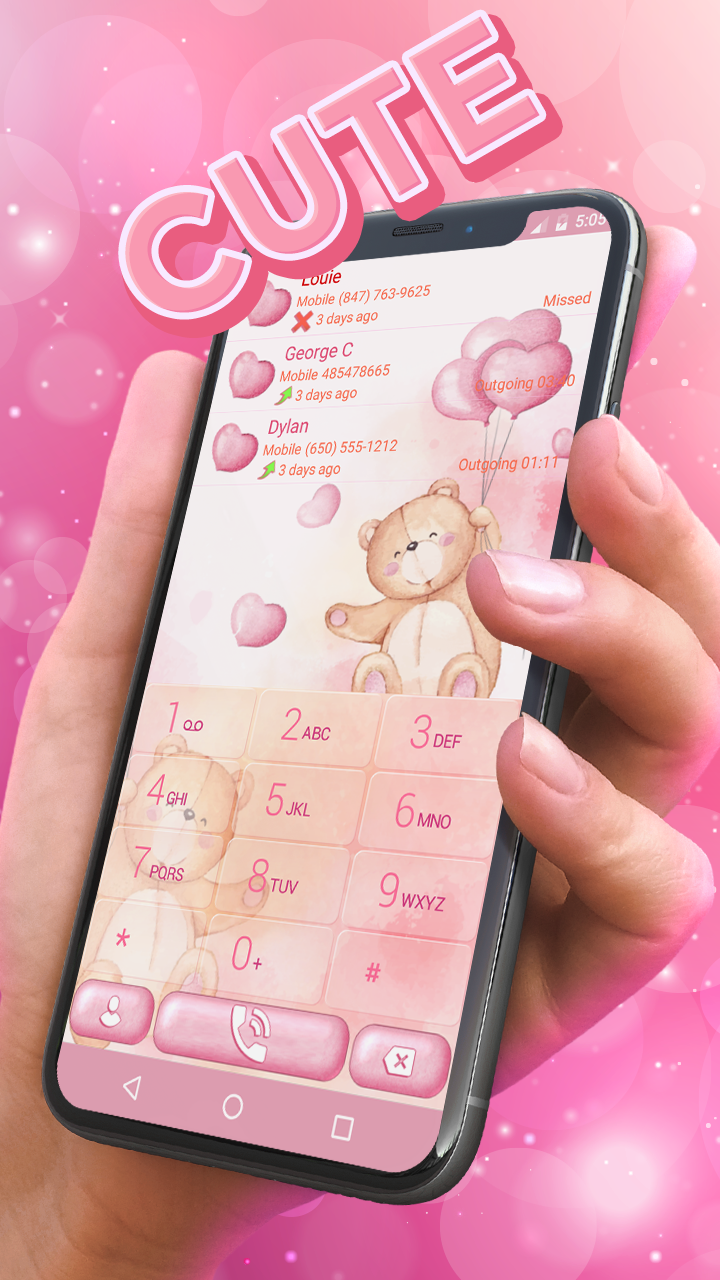 CUTE
5:05
Louie
Mobile (847) 763-9625
Missed
3 days ago
George C
Mobile 485478665
Outgoing 03
3 days ago
Dylan
Mobile (650) 555-1212
Outgoing 01:11
3 days ago
1
2 ABC
3 DEF
4 GHI
5 JKL
6 MNO
7 PQRS
8 TUV
9 WXYZ
*
0 +
#